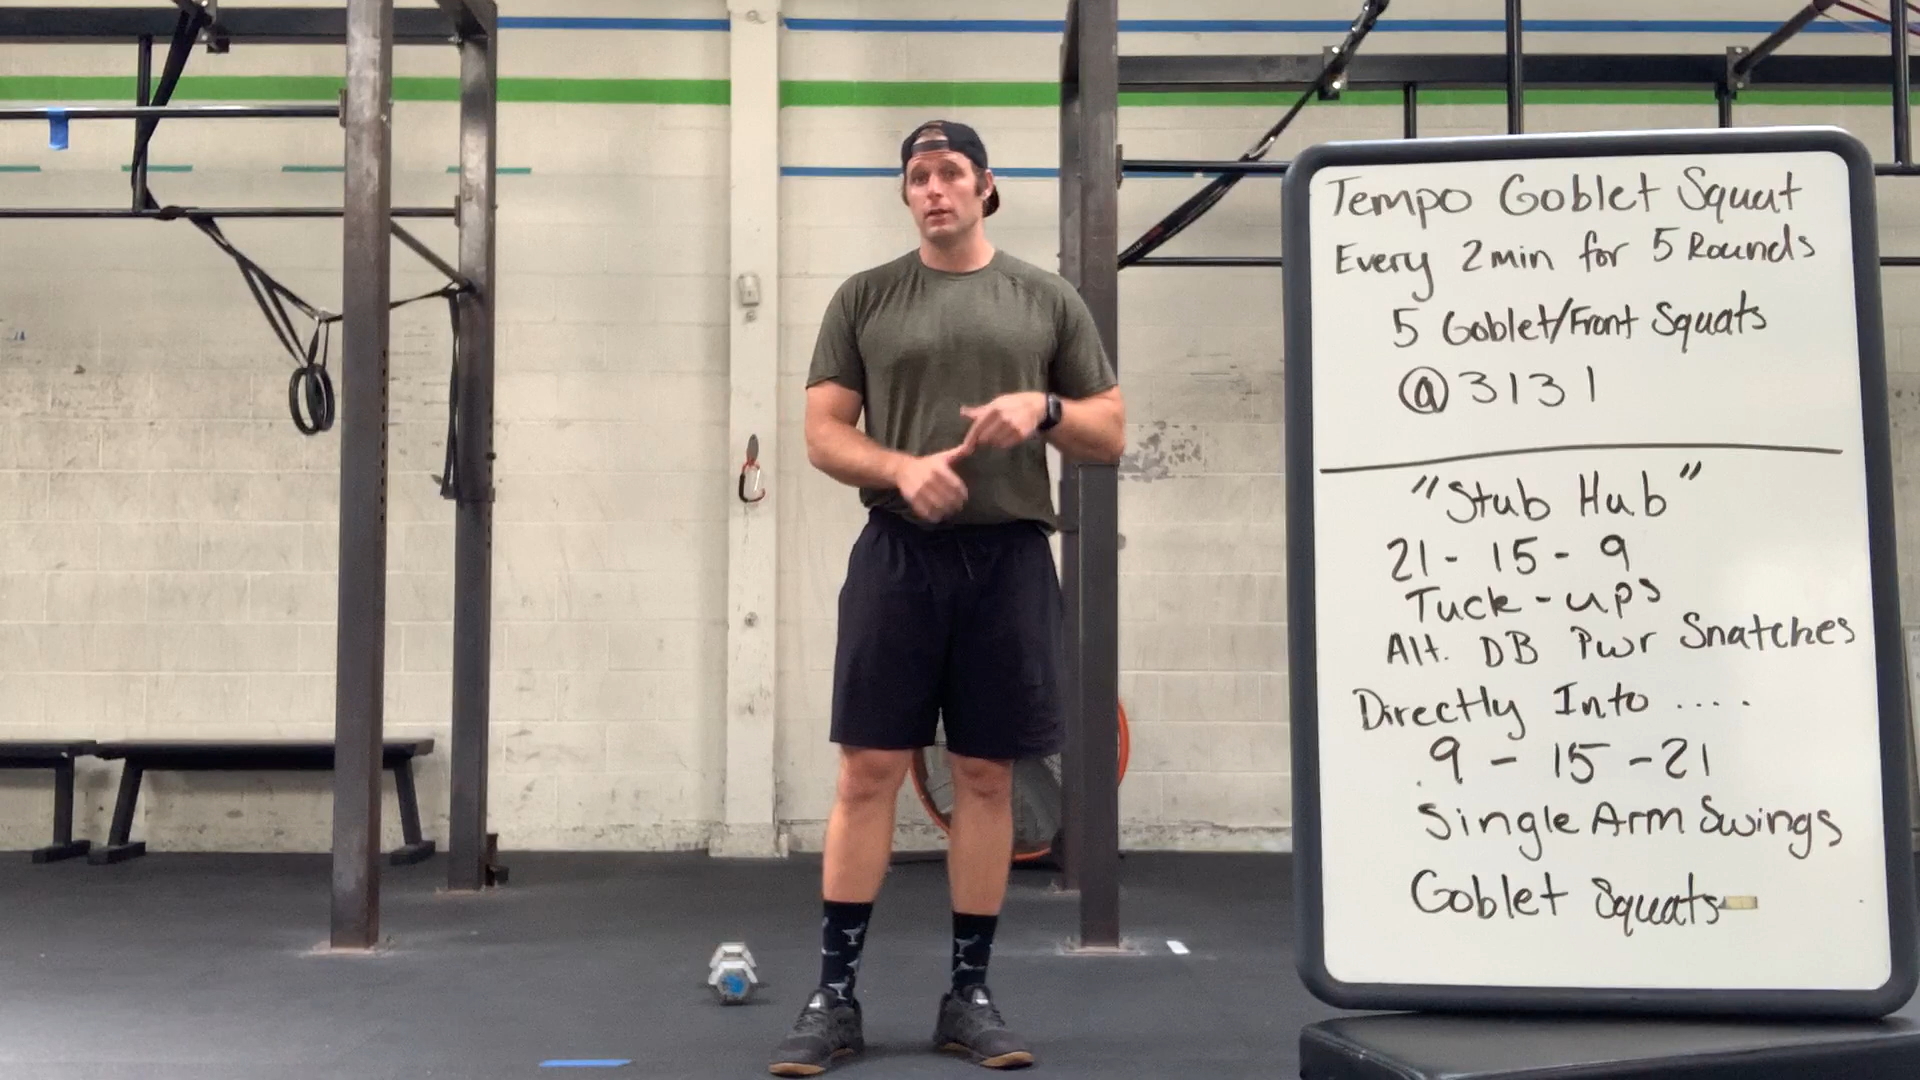 Tempo Goblet Squat
Every 2min for 5 Rounds
5 Goblet/Front Squats
@3131
"Stub Hub"
21-15-9
Tuck-ups
Alt. DB Pwr Snatches
Directly Into ....
9-15-21
Single Arm Swings
Goblet Squats